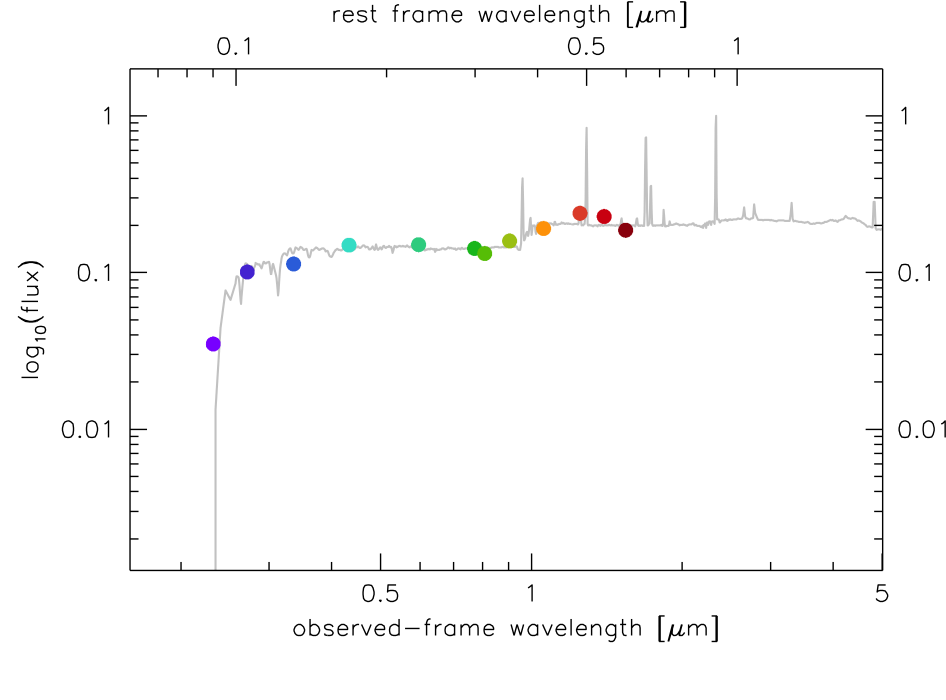 rest frame wavelength [μm]
0.1 0.5 1
1 1
0.1 0.1
0.01 0.01
log10(flux)
0.5 1 5
observed-frame wavelength [μm]